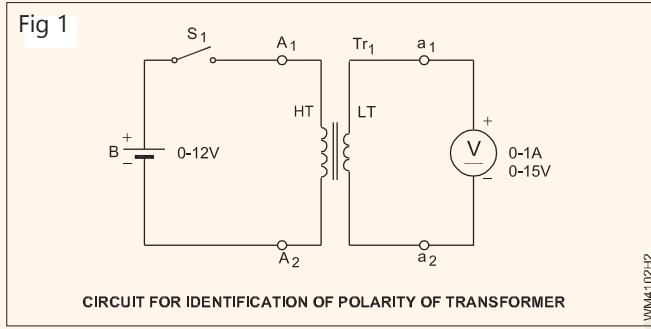 Fig 1
S1
A1
Tr1
a1
HT
LT
+
B
–
0-12V
+
V
–
0-1A
0-15V
A2
a2
CIRCUIT FOR IDENTIFICATION OF POLARITY OF TRANSFORMER
WM4102H2